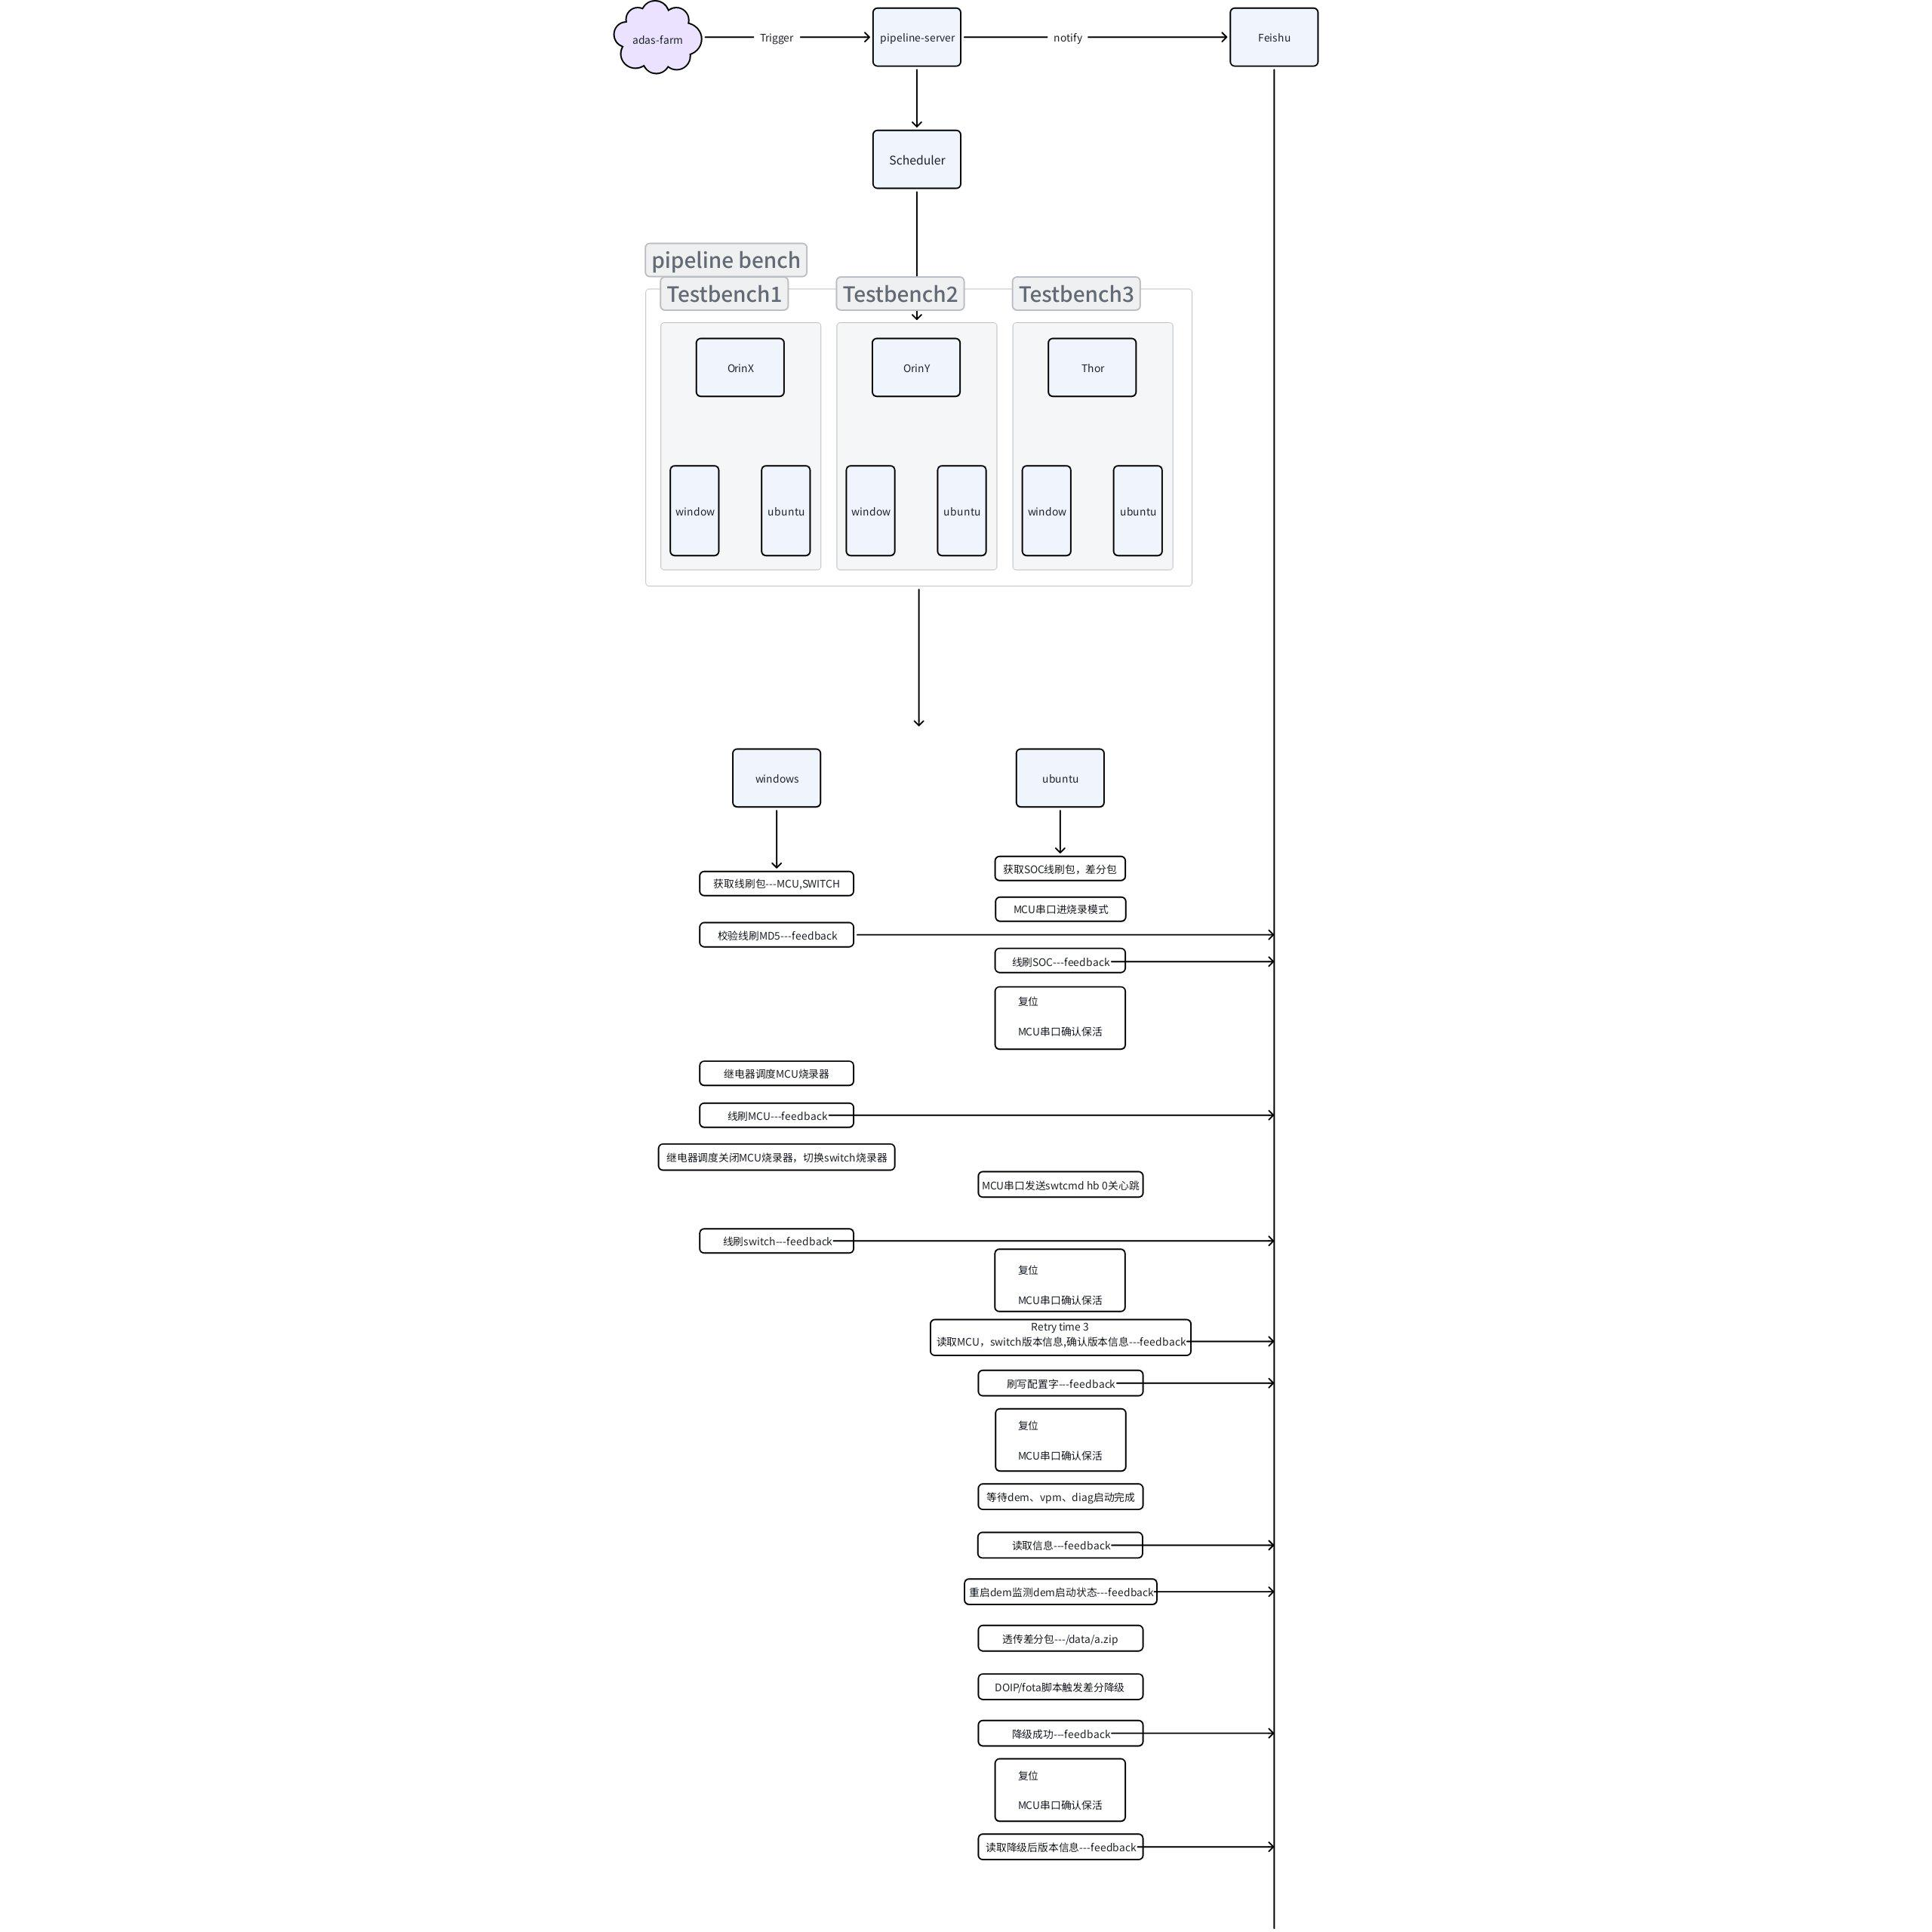 adas-farm
Trigger
pipeline-server
notify
Feishu
Scheduler
pipeline bench
Testbench1
Testbench2
Testbench3
OrinX
OrinY
Thor
window
ubuntu
window
ubuntu
window
ubuntu
windows
ubuntu
获取SOC线刷包，差分包
获取线刷包---MCU,SWITCH
MCU串口进烧录模式
校验线刷MD5---feedback
线刷SOC---feedback
复位
MCU串口确认保活
继电器调度MCU烧录器
线刷MCU---feedback
继电器调度关闭MCU烧录器，切换switch烧录器
MCU串口发送swtcmd hb 0关心跳
线刷switch---feedback
复位
MCU串口确认保活
Retry time 3
读取MCU，switch版本信息,确认版本信息---feedback
刷写配置字---feedback
复位
MCU串口确认保活
等待dem、vpm、diag启动完成
读取信息---feedback
重启dem监测dem启动状态---feedback
透传差分包---/data/a.zip
DOIP/fota脚本触发差分降级
降级成功---feedback
复位
MCU串口确认保活
读取降级后版本信息---feedback